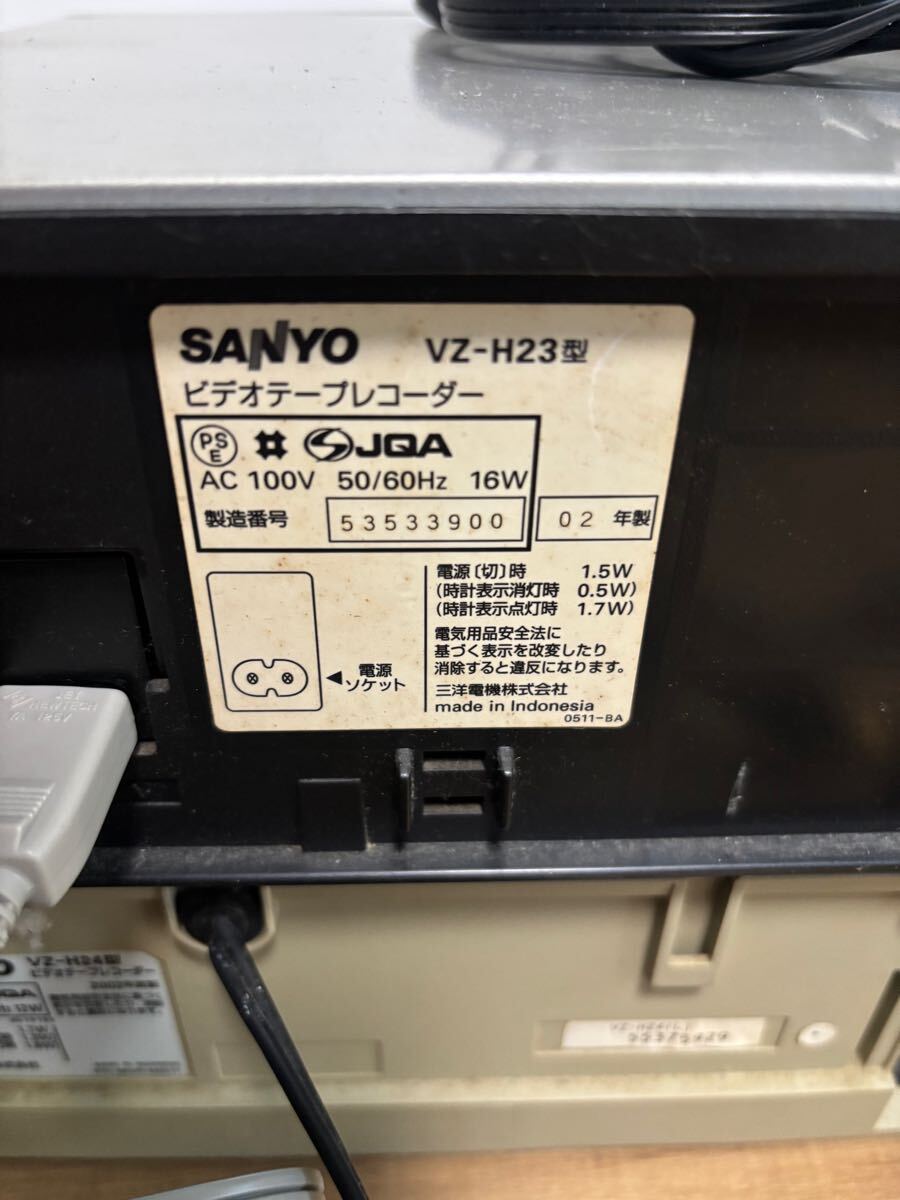 SANYO VZ-H23型
ビデオテープレコーダー
PSE JQA
AC 100V 50/60Hz 16W
製造番号 53533900 02 年製
電源〔切〕時 1.5W
(時計表示消灯時 0.5W)
(時計表示点灯時 1.7W)
電気用品安全法に
基づく表示を改変したり
消除すると違反になります。
電源
ソケット
三洋電機株式会社
made in Indonesia
0511-BA
125V
VZ-H24型
ビデオテープレコーダー